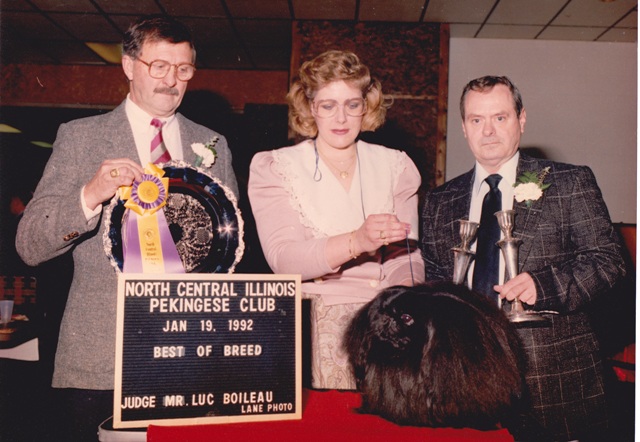 NORTH CENTRAL ILLINOIS
PEKINGESE CLUB
JAN 19, 1992
BEST OF BREED
JUDGE MR. LUC BOILEAU
LANE PHOTO